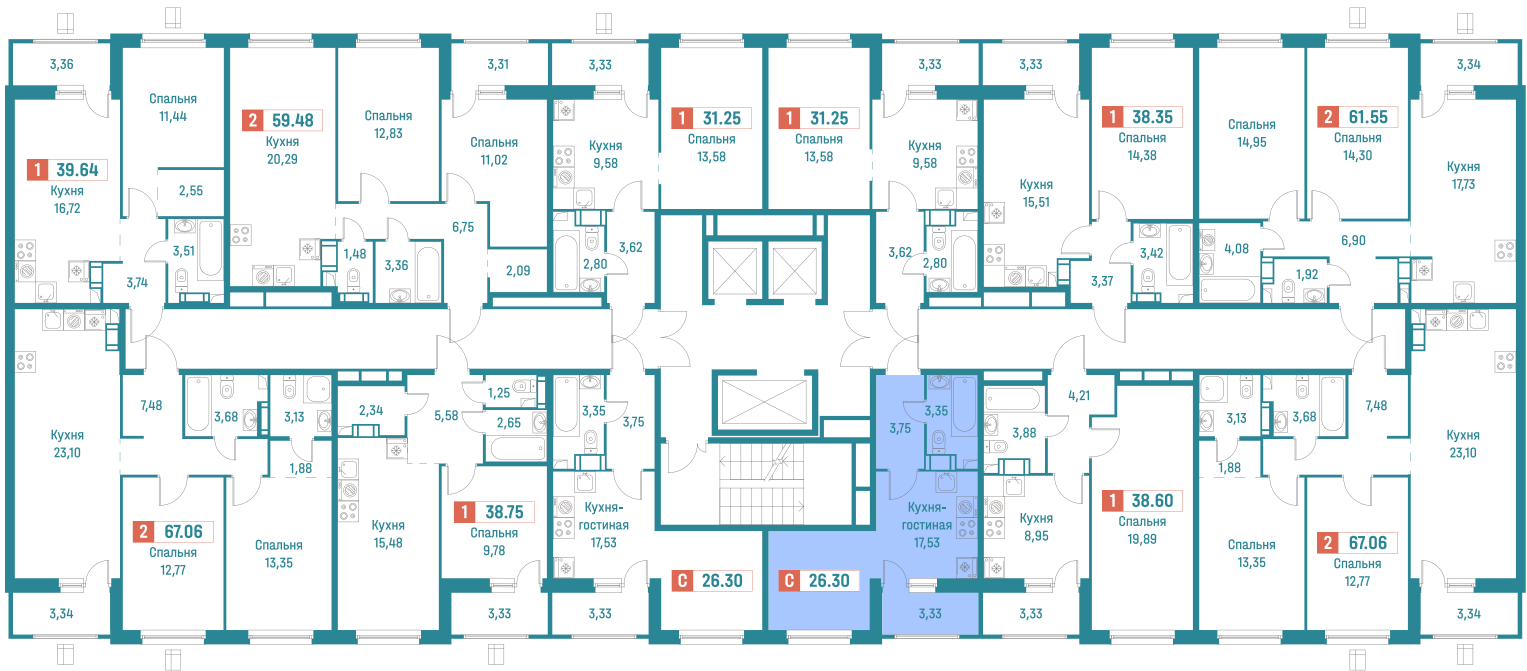 3,36
3,31
3,33
3,33
3,33
3,34
Спальня
11,44
2 59.48
Кухня
20,29
Спальня
12,83
Спальня
11,02
Кухня
9,58
1 31.25
Спальня
13,58
1 31.25
Спальня
13,58
Кухня
9,58
1 38.35
Спальня
14,38
Спальня
14,95
2 61.55
Спальня
14,30
1 39.64
Кухня
16,72
2,55
Кухня
15,51
Кухня
17,73
3,51
3,74
1,48
3,36
6,75
2,09
2,80
3,62
3,62
2,80
3,37
3,42
4,08
1,92
6,90
Кухня
23,10
7,48
3,68
3,13
1,88
2,34
5,58
1,25
2,65
3,35
3,75
3,75
3,35
3,88
4,21
3,13
3,68
7,48
1,88
Кухня
23,10
2 67.06
Спальня
12,77
Спальня
13,35
Кухня
15,48
1 38.75
Спальня
9,78
Кухня-
гостиная
17,53
С 26.30
С 26.30
Кухня-
гостиная
17,53
Кухня
8,95
1 38.60
Спальня
19,89
Спальня
13,35
2 67.06
Спальня
12,77
3,34
3,33
3,33
3,33
3,33
3,34